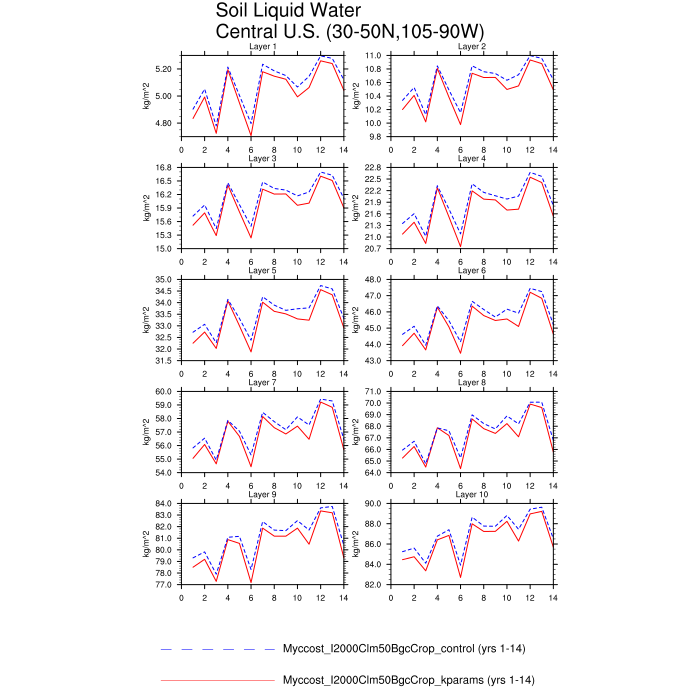 Soil Liquid Water
Central U.S. (30-50N,105-90W)
Layer 1
Layer 2
kg/m^2
5.20
5.00
4.80
0 2 4 6 8 10 12 14
kg/m^2
11.0
10.8
10.6
10.4
10.2
10.0
9.8
0 2 4 6 8 10 12 14
Layer 3
Layer 4
kg/m^2
16.8
16.5
16.2
15.9
15.6
15.3
15.0
0 2 4 6 8 10 12 14
kg/m^2
22.8
22.5
22.2
21.9
21.6
21.3
21.0
20.7
0 2 4 6 8 10 12 14
Layer 5
Layer 6
kg/m^2
35.0
34.5
34.0
33.5
33.0
32.5
32.0
31.5
0 2 4 6 8 10 12 14
kg/m^2
48.0
47.0
46.0
45.0
44.0
43.0
0 2 4 6 8 10 12 14
Layer 7
Layer 8
kg/m^2
60.0
59.0
58.0
57.0
56.0
55.0
54.0
0 2 4 6 8 10 12 14
kg/m^2
71.0
70.0
69.0
68.0
67.0
66.0
65.0
64.0
0 2 4 6 8 10 12 14
Layer 9
Layer 10
kg/m^2
84.0
83.0
82.0
81.0
80.0
79.0
78.0
77.0
0 2 4 6 8 10 12 14
kg/m^2
90.0
88.0
86.0
84.0
82.0
0 2 4 6 8 10 12 14
Myccost_I2000Clm50BgcCrop_control (yrs 1-14)
Myccost_I2000Clm50BgcCrop_kparams (yrs 1-14)